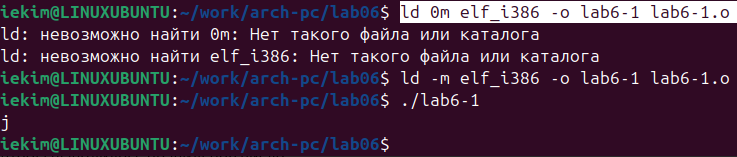 iekim@LINUXUBUNTU:~/work/arch-pc/lab06$ ld 0m elf_i386 -o lab6-1 lab6-1.o
ld: невозможно найти 0m: Нет такого файла или каталога
ld: невозможно найти elf_i386: Нет такого файла или каталога
iekim@LINUXUBUNTU:~/work/arch-pc/lab06$ ld -m elf_i386 -o lab6-1 lab6-1.o
iekim@LINUXUBUNTU:~/work/arch-pc/lab06$ ./lab6-1
j
iekim@LINUXUBUNTU:~/work/arch-pc/lab06$